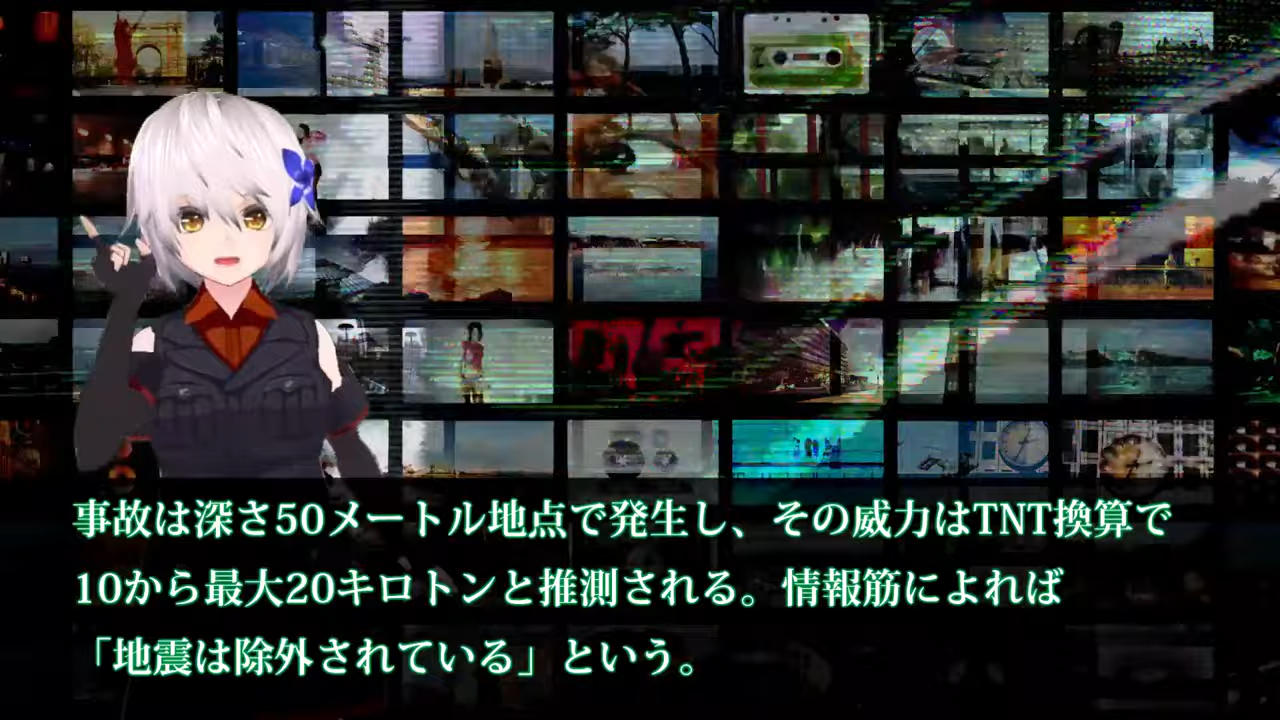 事故は深さ50メートル地点で発生し、その威力はTNT換算で
10から最大20キロトンと推測される。情報筋によれば
「地震は除外されている」という。